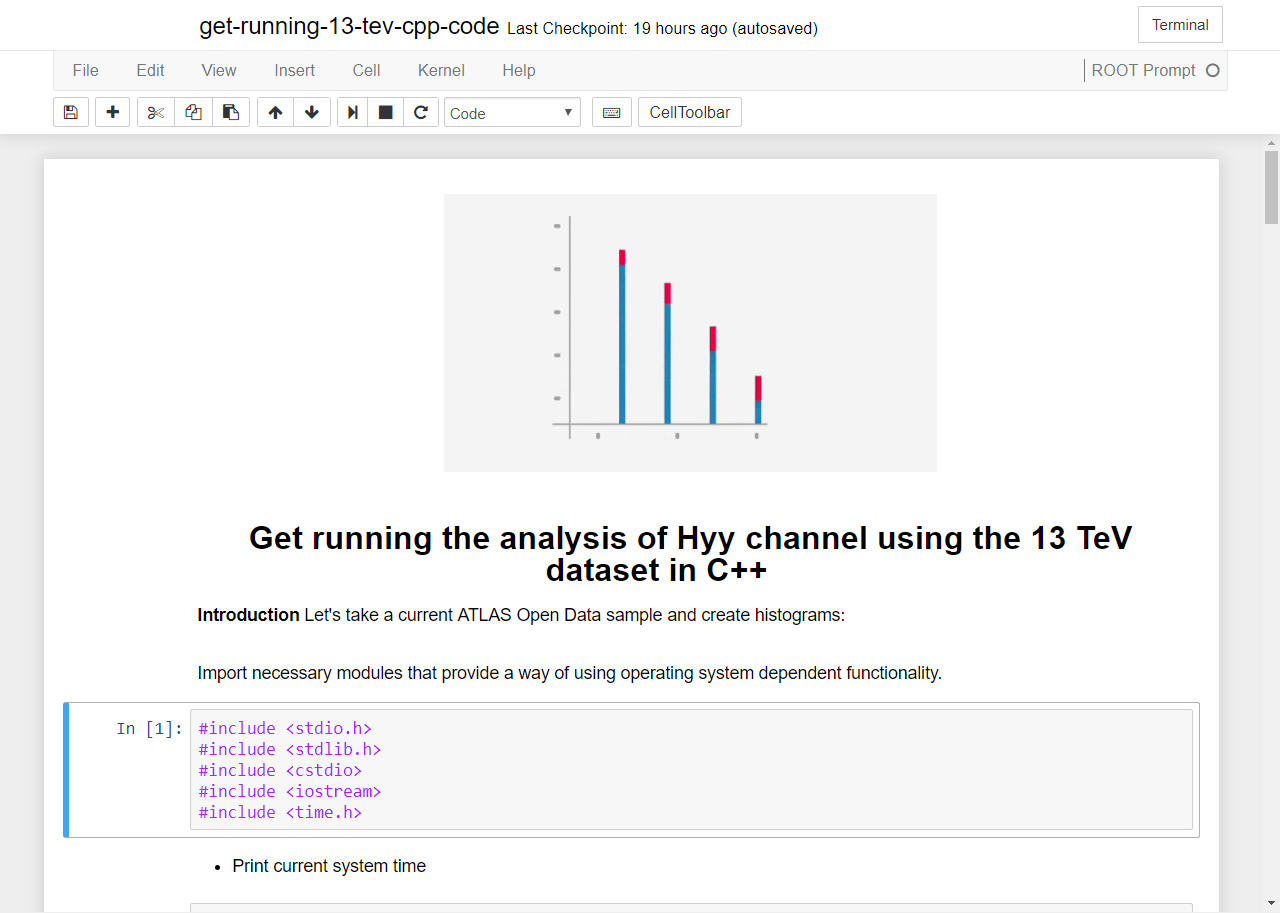 get-running-13-tev-cpp-code Last Checkpoint: 19 hours ago (autosaved)
Terminal
File Edit View Insert Cell Kernel Help
ROOT Prompt
Code
CellToolbar
Get running the analysis of Hyy channel using the 13 TeV
dataset in C++
Introduction Let's take a current ATLAS Open Data sample and create histograms:
Import necessary modules that provide a way of using operating system dependent functionality.
In [1]:
#include <stdio.h>
#include <stdlib.h>
#include <cstdio>
#include <iostream>
#include <time.h>
• Print current system time